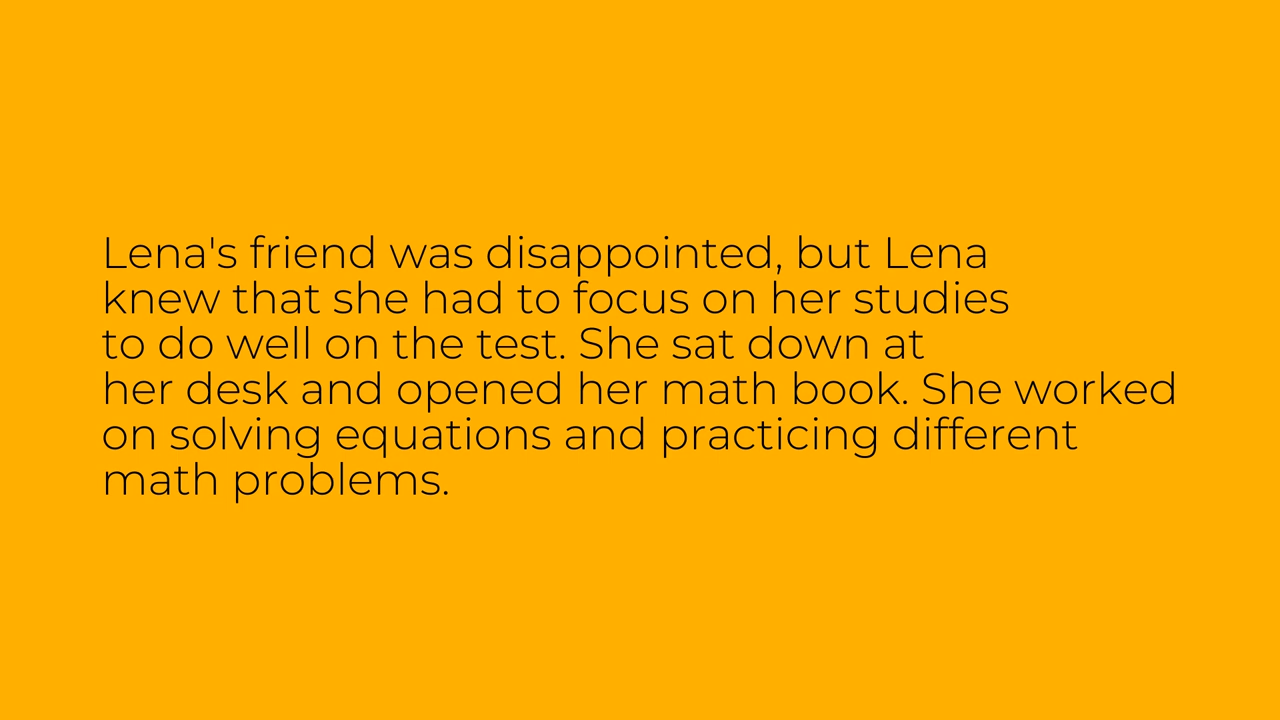 Lena's friend was disappointed, but Lena
knew that she had to focus on her studies
to do well on the test. She sat down at
her desk and opened her math book. She worked
on solving equations and practicing different
math problems.